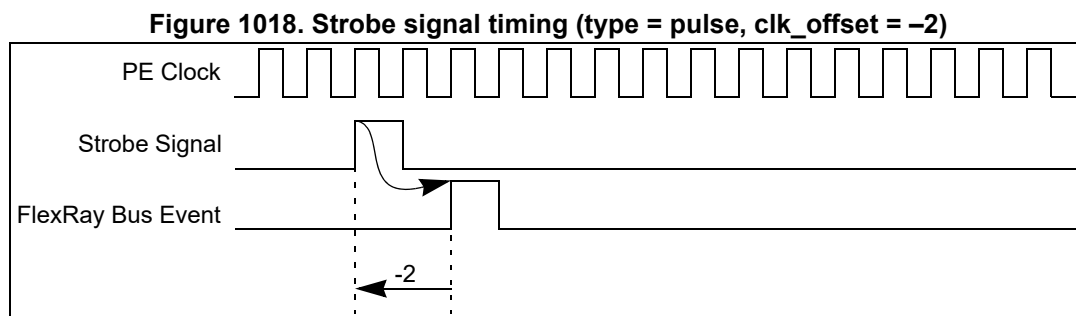 Figure 1018. Strobe signal timing (type = pulse, clk_offset = –2)
PE Clock
Strobe Signal
FlexRay Bus Event
-2